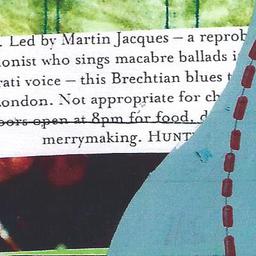 . Led by Martin Jacques – a reprob
ionist who sings macabre ballads i
rati voice – this Brechtian blues t
ondon. Not appropriate for ch
oors open at 8pm for food, d
merrymaking. HUNT